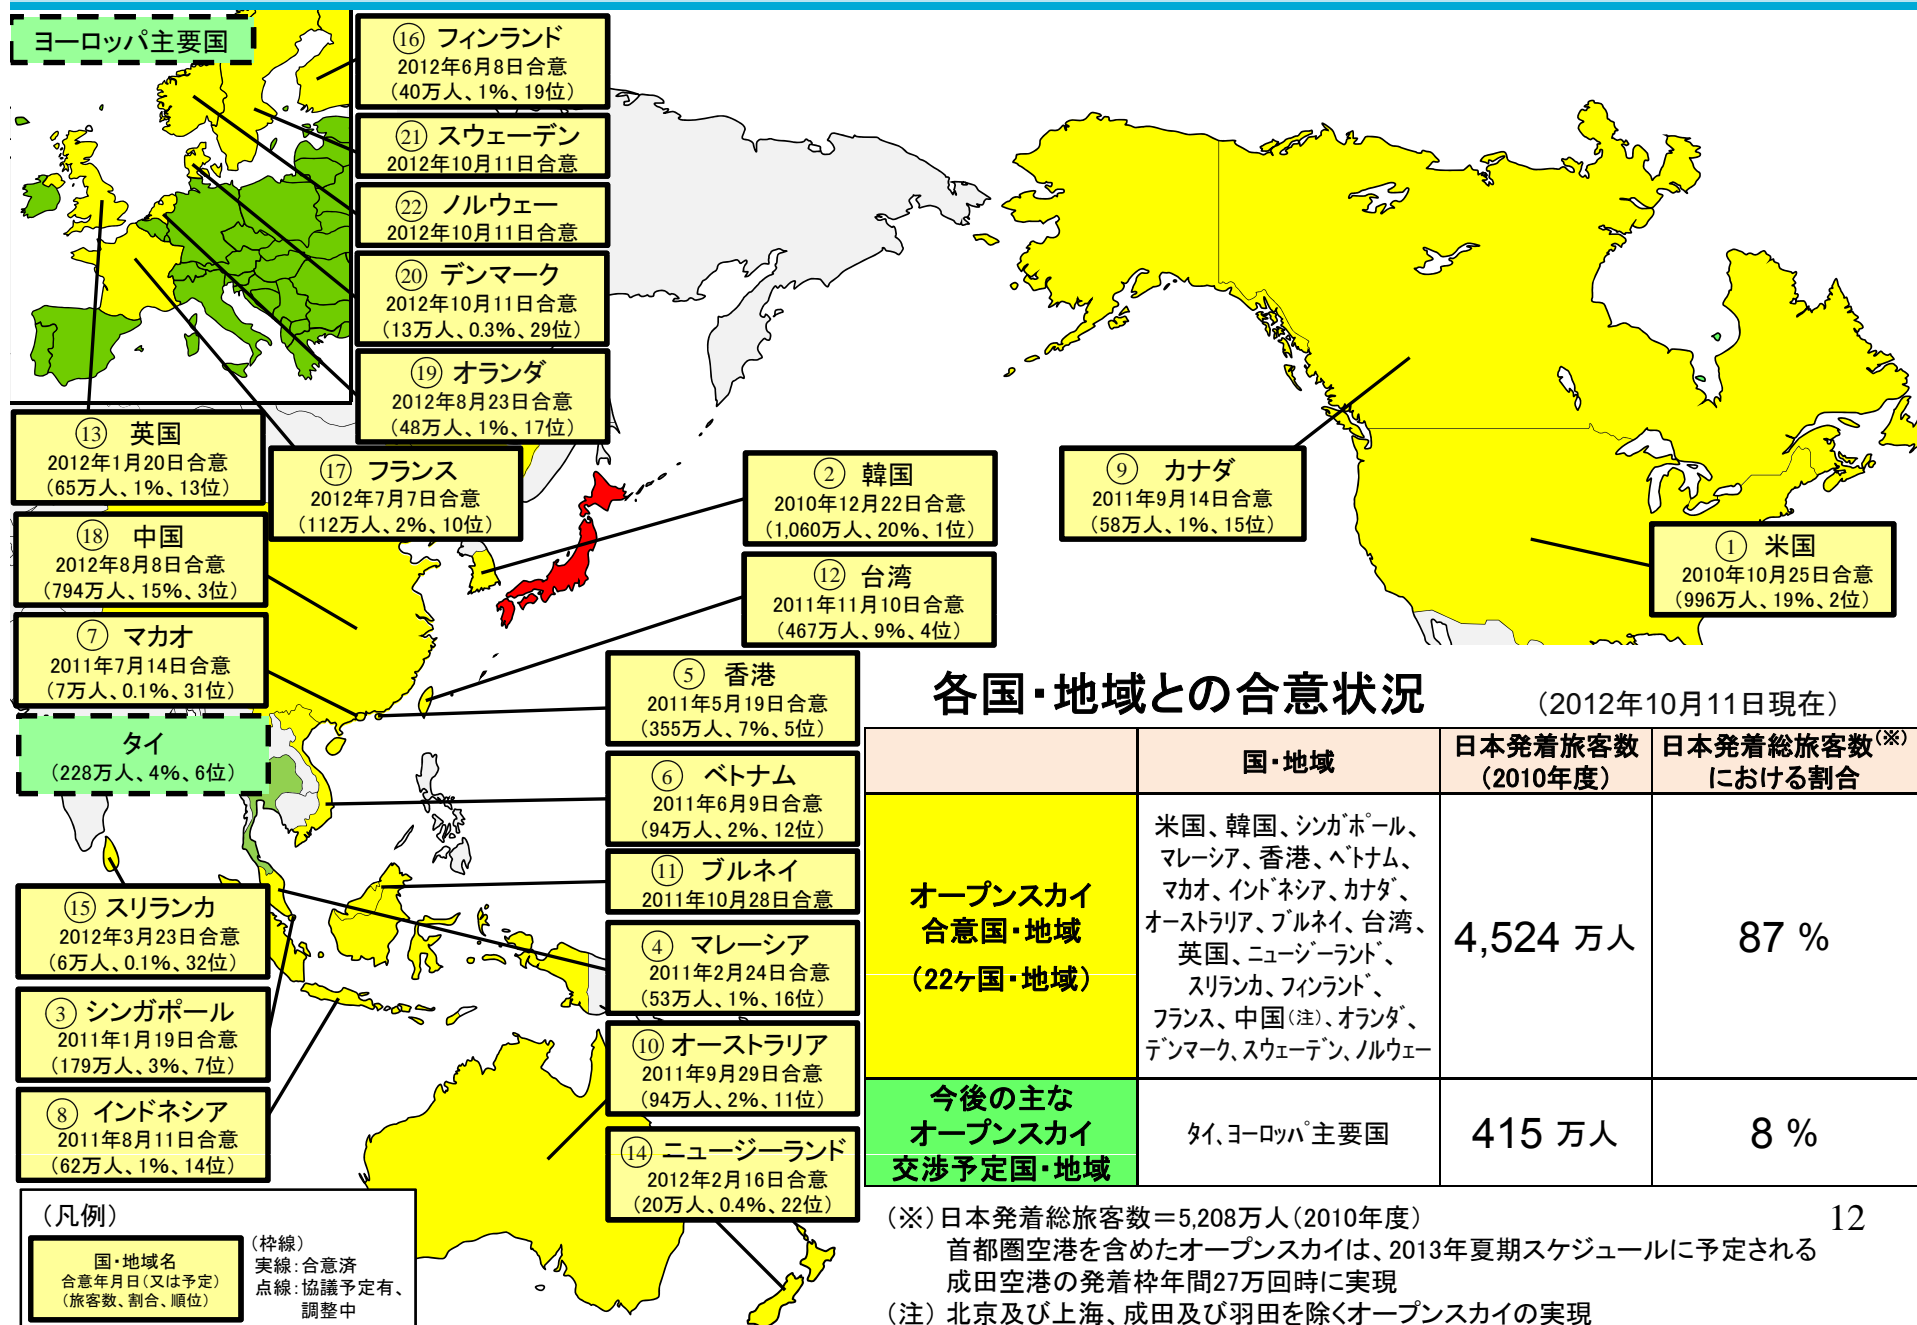 ヨーロッパ主要国
⑯ フィンランド
2012年6月8日合意
(40万人、1%、19位)
㉑ スウェーデン
2012年10月11日合意
㉒ ノルウェー
2012年10月11日合意
⑳ デンマーク
2012年10月11日合意
(13万人、0.3%、29位)
⑲ オランダ
2012年8月23日合意
(48万人、1%、17位)
⑬ 英国
2012年1月20日合意
(65万人、1%、13位)
⑰ フランス
2012年7月7日合意
(112万人、2%、10位)
② 韓国
2010年12月22日合意
(1,060万人、20%、1位)
⑨ カナダ
2011年9月14日合意
(58万人、1%、15位)
① 米国
2010年10月25日合意
(996万人、19%、2位)
⑱ 中国
2012年8月8日合意
(794万人、15%、3位)
⑫ 台湾
2011年11月10日合意
(467万人、9%、4位)
⑦ マカオ
2011年7月14日合意
(7万人、0.1%、31位)
⑤ 香港
2011年5月19日合意
(355万人、7%、5位)
タイ
(228万人、4%、6位)
⑥ ベトナム
2011年6月9日合意
(94万人、2%、12位)
⑪ ブルネイ
2011年10月28日合意
⑮ スリランカ
2012年3月23日合意
(6万人、0.1%、32位)
④ マレーシア
2011年2月24日合意
(53万人、1%、16位)
③ シンガポール
2011年1月19日合意
(179万人、3%、7位)
⑩ オーストラリア
2011年9月29日合意
(94万人、2%、11位)
⑧ インドネシア
2011年8月11日合意
(62万人、1%、14位)
⑭ ニュージーランド
2012年2月16日合意
(20万人、0.4%、22位)
(凡例)
国・地域名
合意年月日(又は予定)
(旅客数、割合、順位)
(枠線)
実線:合意済
点線:協議予定有、
調整中
各国・地域との合意状況 (2012年10月11日現在)
国・地域
日本発着旅客数
(2010年度)
日本発着総旅客数(※)
における割合
オープンスカイ
合意国・地域
(22ヶ国・地域)
米国、韓国、シンガポール、
マレーシア、香港、ベトナム、
マカオ、インドネシア、カナダ、
オーストラリア、ブルネイ、台湾、
英国、ニュージーランド、
スリランカ、フィンランド、
フランス、中国(注)、オランダ、
デンマーク、スウェーデン、ノルウェー
4,524 万人
87 %
今後の主な
オープンスカイ
交渉予定国・地域
タイ、ヨーロッパ主要国
415 万人
8 %
(※)日本発着総旅客数=5,208万人(2010年度)
首都圏空港を含めたオープンスカイは、2013年夏期スケジュールに予定される
成田空港の発着枠年間27万回時に実現
(注) 北京及び上海、成田及び羽田を除くオープンスカイの実現
12